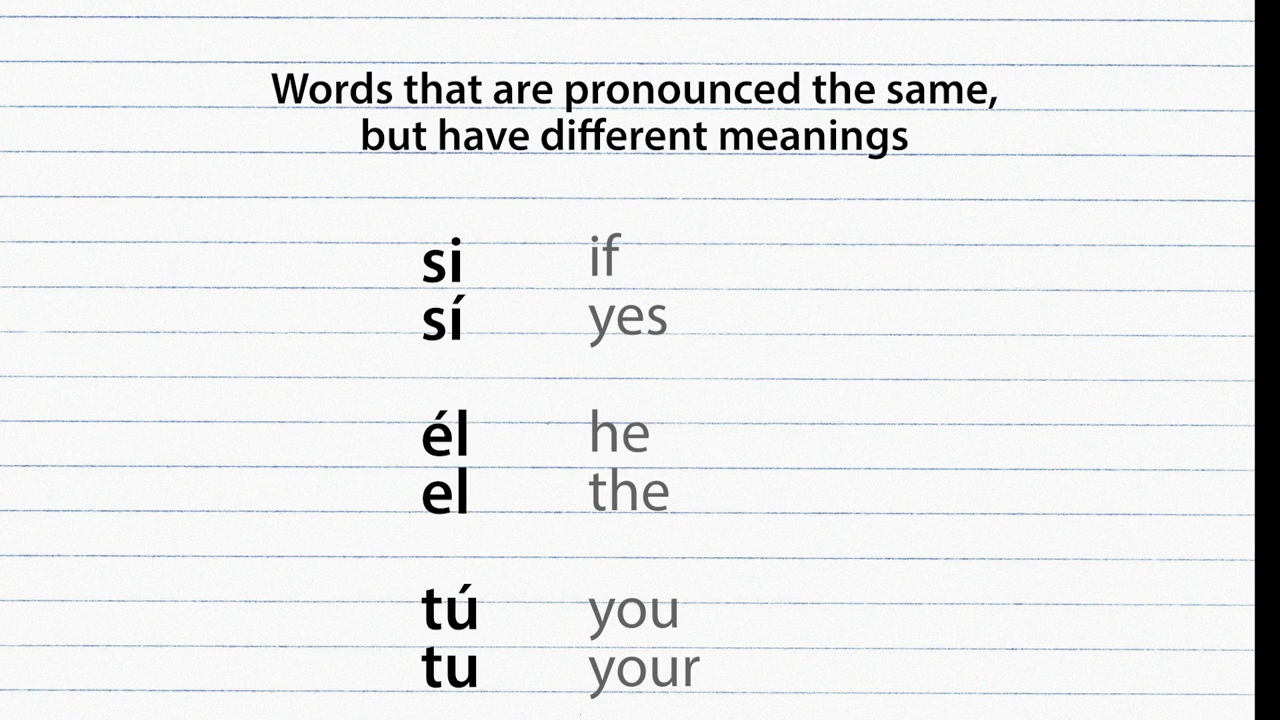 Words that are pronounced the same,
but have different meanings
si if
sí yes
él he
el the
tú you
tu your